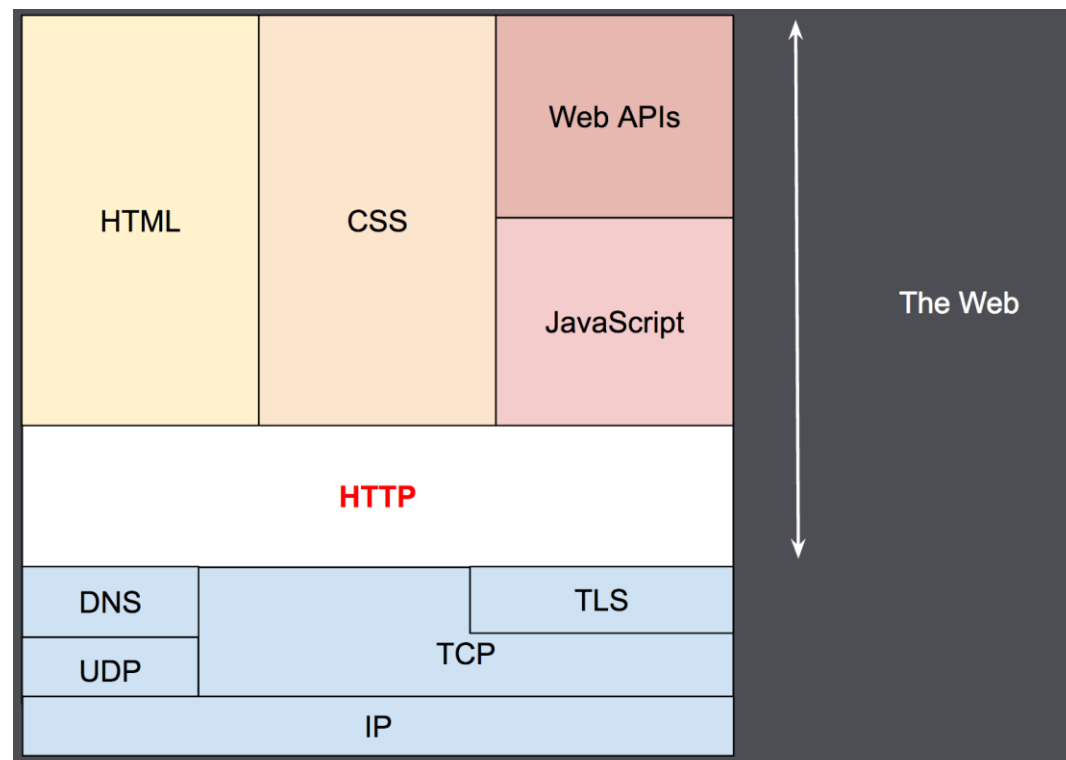 Web APIs
HTML
CSS
JavaScript
The Web
HTTP
DNS
TLS
TCP
UDP
IP